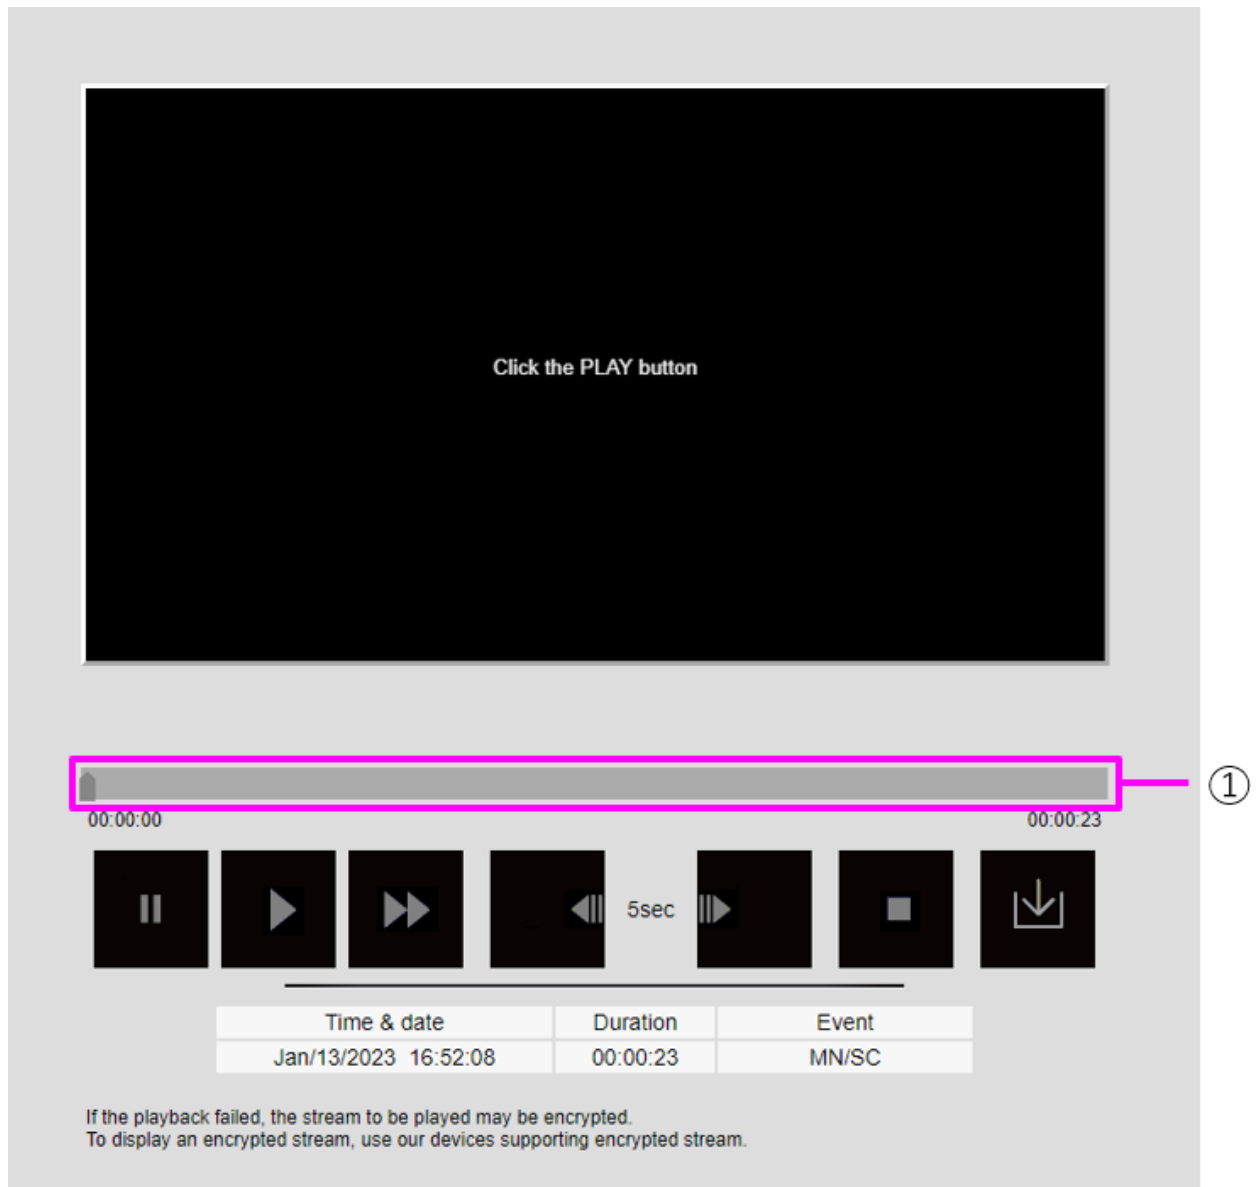 Click the PLAY button
①
00:00:00 00:00:23
5sec
Time & date Duration Event
Jan/13/2023 16:52:08 00:00:23 MN/SC
If the playback failed, the stream to be played may be encrypted.
To display an encrypted stream, use our devices supporting encrypted stream.